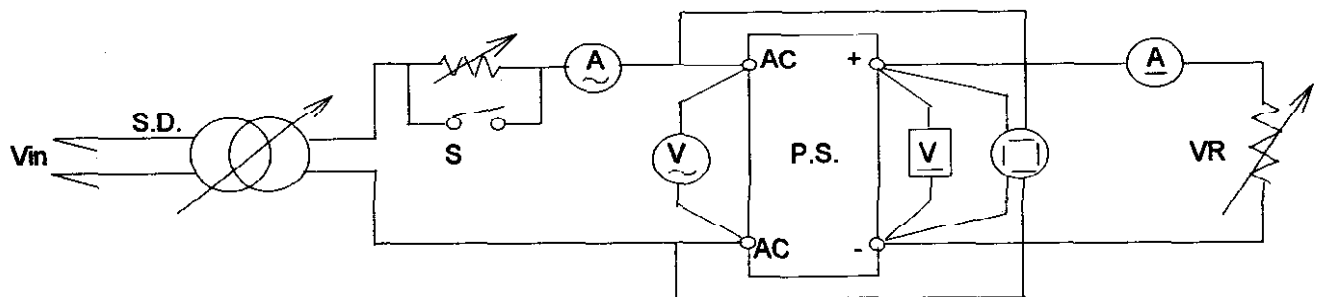 A
~
AC
+
A
S.D.
Vin
S
V
~
P.S.
V
VR
AC
-